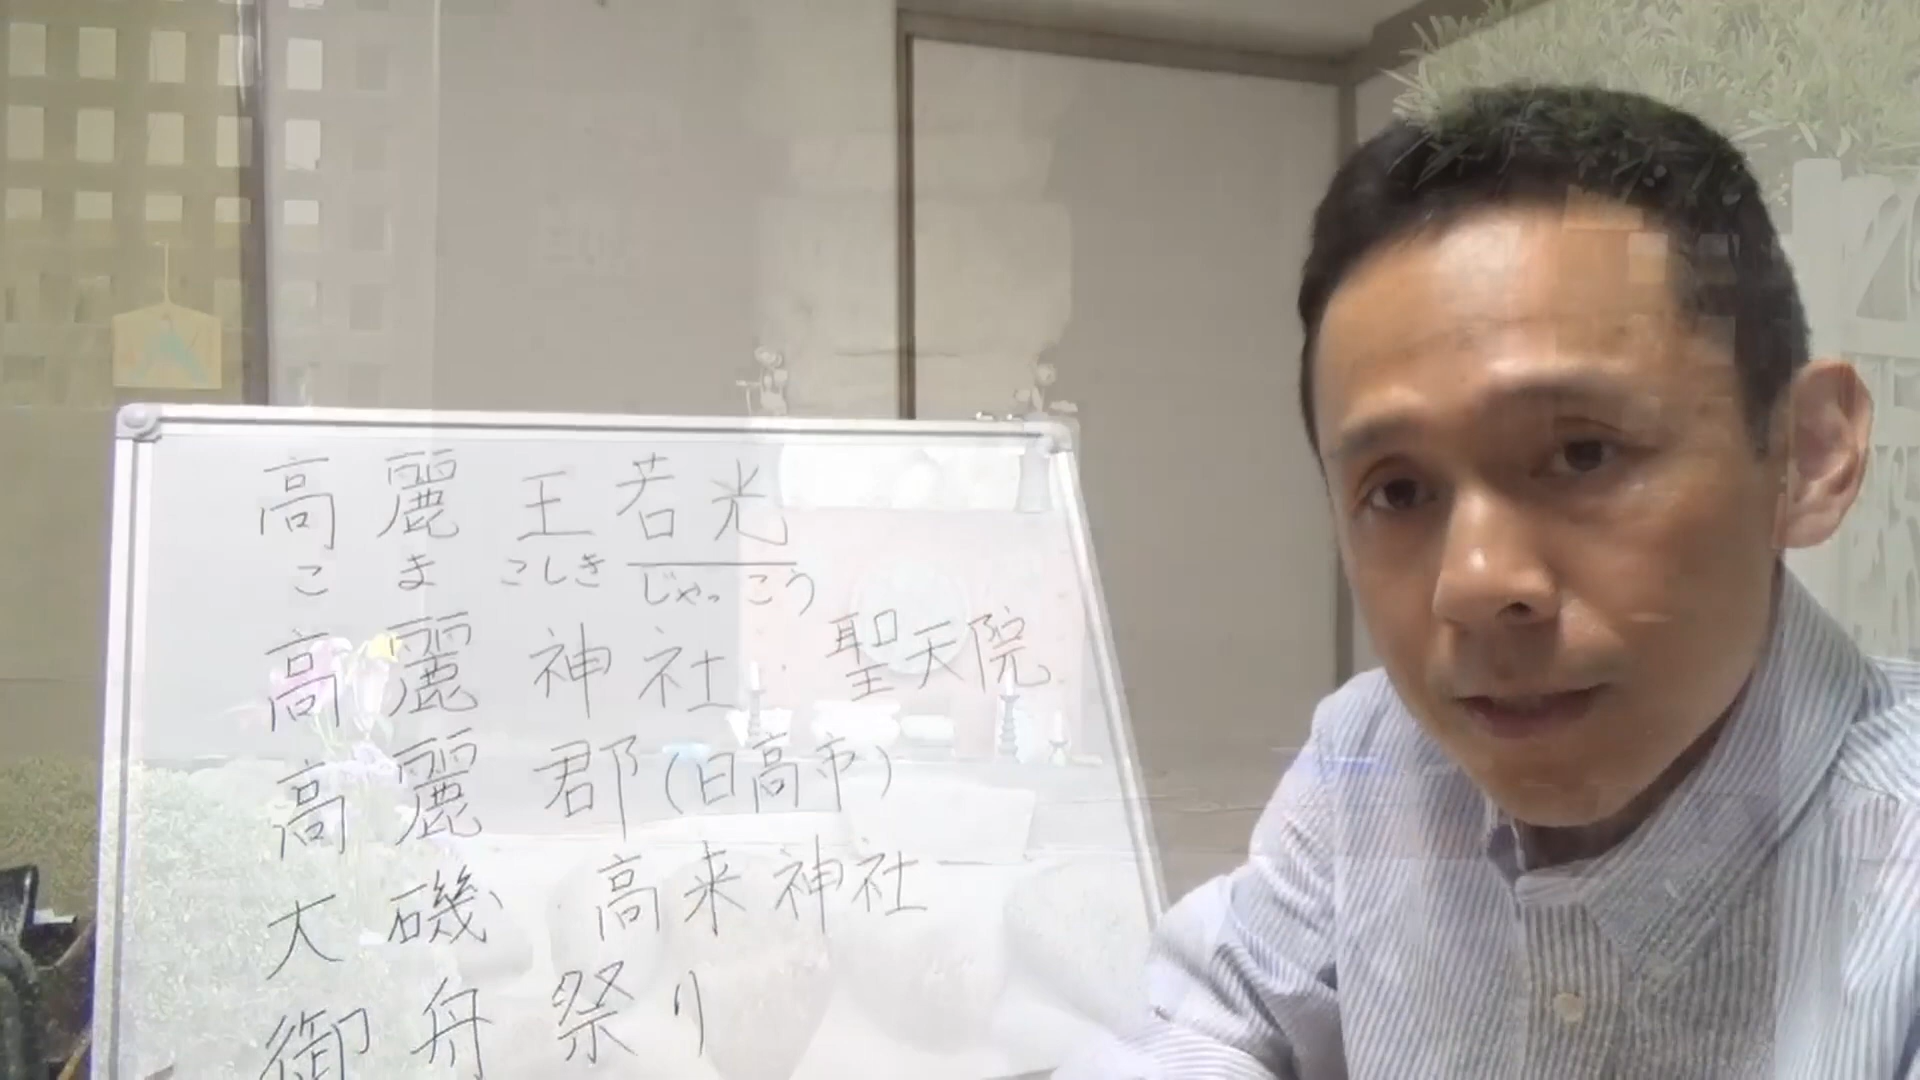 高麗王若光
こまこしきじゃっこう
高麗神社・聖天院
高麗郡(日高市)
大磯 高来神社
御舟祭り